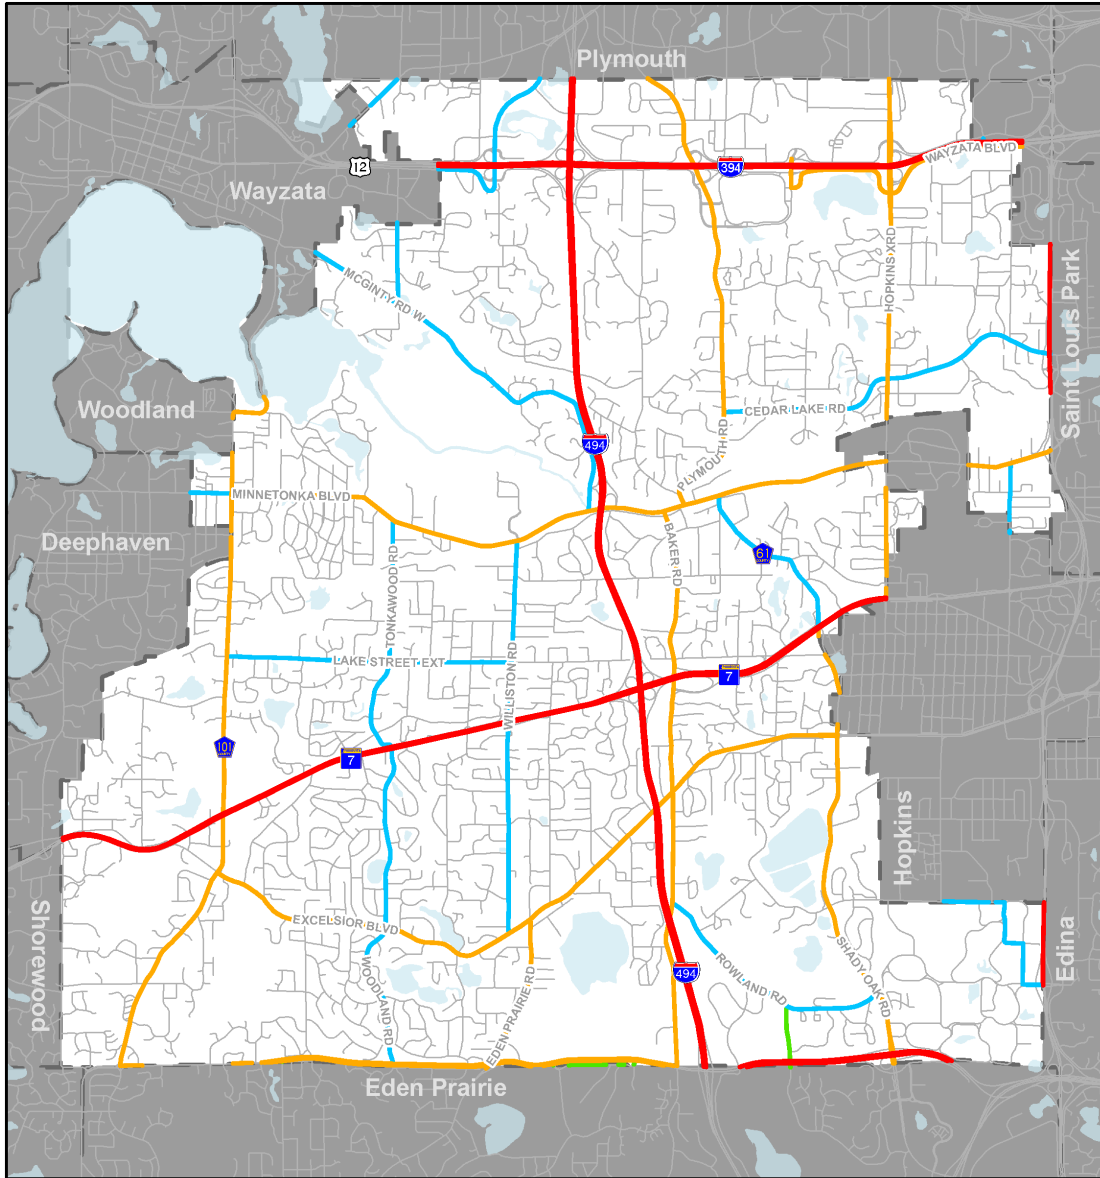 Plymouth
12
394
WAYZATA BLVD
Wayzata
MCGINTY RD W
HOPKINS XRD
Saint Louis Park
Woodland
CEDAR LAKE RD
494
PLYMOUTH RD
MINNETONKA BLVD
Deephaven
BAKER RD
61
TONKAWOOD RD
LAKE STREET EXT
WILLISTON RD
7
101
7
Hopkins
EXCELSIOR BLVD
Shorewood
Edina
WOODLAND RD
EDEN PRAIRIE RD
494
ROWLAND RD
SHADY OAK RD
Eden Prairie